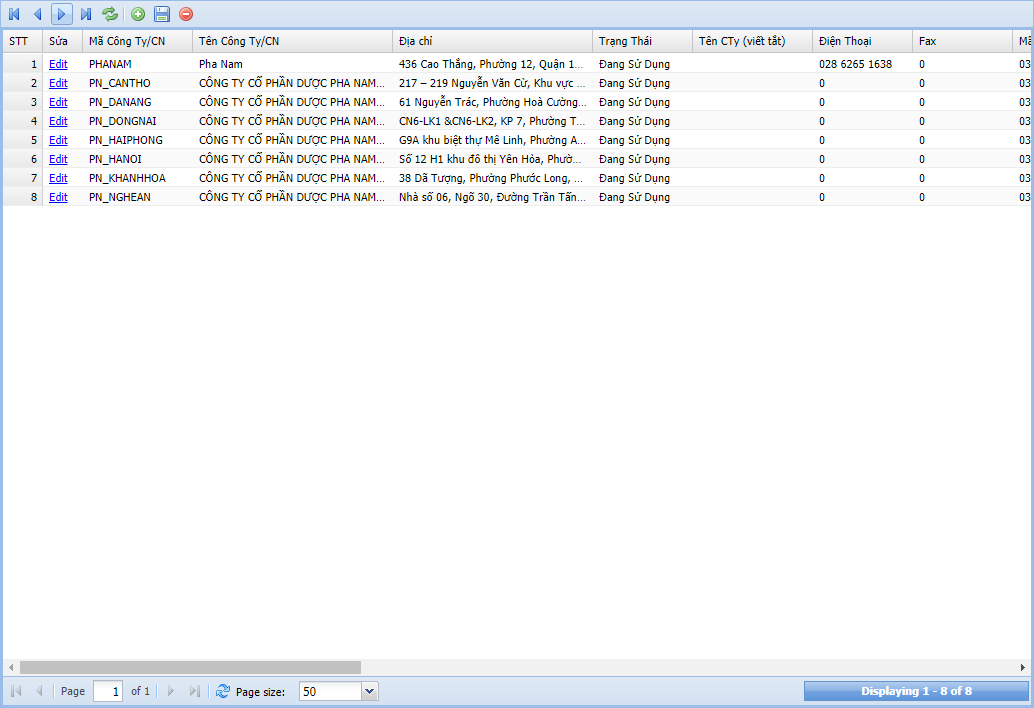 STT Sửa Mã Công Ty/CN Tên Công Ty/CN Địa chỉ Trạng Thái Tên CTy (viết tắt) Điện Thoại Fax Mã
1 Edit PHANAM Pha Nam 436 Cao Thắng, Phường 12, Quận 1... Đang Sử Dụng 028 6265 1638 0 03
2 Edit PN_CANTHO CÔNG TY CỔ PHẦN DƯỢC PHA NAM... 217 – 219 Nguyễn Văn Cừ, Khu vực ... Đang Sử Dụng 0 0 03
3 Edit PN_DANANG CÔNG TY CỔ PHẦN DƯỢC PHA NAM... 61 Nguyễn Trác, Phường Hoà Cường... Đang Sử Dụng 0 0 03
4 Edit PN_DONGNAI CÔNG TY CỔ PHẦN DƯỢC PHA NAM... CN6-LK1 &CN6-LK2, KP 7, Phường T... Đang Sử Dụng 0 0 03
5 Edit PN_HAIPHONG CÔNG TY CỔ PHẦN DƯỢC PHA NAM... G9A khu biệt thự Mê Linh, Phường A... Đang Sử Dụng 0 0 03
6 Edit PN_HANOI CÔNG TY CỔ PHẦN DƯỢC PHA NAM... Số 12 H1 khu đô thị Yên Hòa, Phườ... Đang Sử Dụng 0 0 03
7 Edit PN_KHANHHOA CÔNG TY CỔ PHẦN DƯỢC PHA NAM... 38 Dã Tượng, Phường Phước Long, ... Đang Sử Dụng 0 0 03
8 Edit PN_NGHEAN CÔNG TY CỔ PHẦN DƯỢC PHA NAM... Nhà số 06, Ngõ 30, Đường Trần Tấn... Đang Sử Dụng 0 0 03
Page 1 of 1 Page size: 50 Displaying 1 - 8 of 8